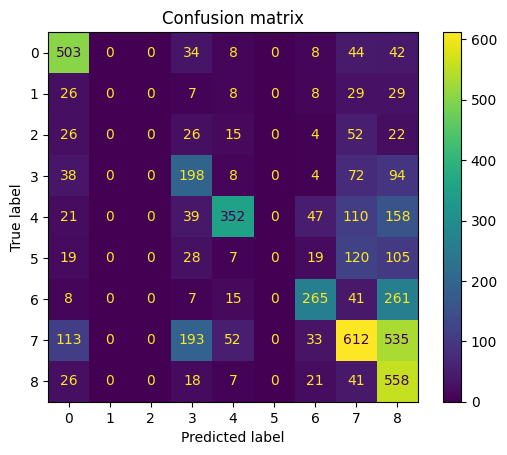 Confusion matrix
0 503 0 0 34 8 0 8 44 42
1 26 0 0 7 8 0 8 29 29
2 26 0 0 26 15 0 4 52 22
3 38 0 0 198 8 0 4 72 94
4 21 0 0 39 352 0 47 110 158
5 19 0 0 28 7 0 19 120 105
6 8 0 0 7 15 0 265 41 261
7 113 0 0 193 52 0 33 612 535
8 26 0 0 18 7 0 21 41 558
0 1 2 3 4 5 6 7 8
Predicted label
True label
600
500
400
300
200
100
0